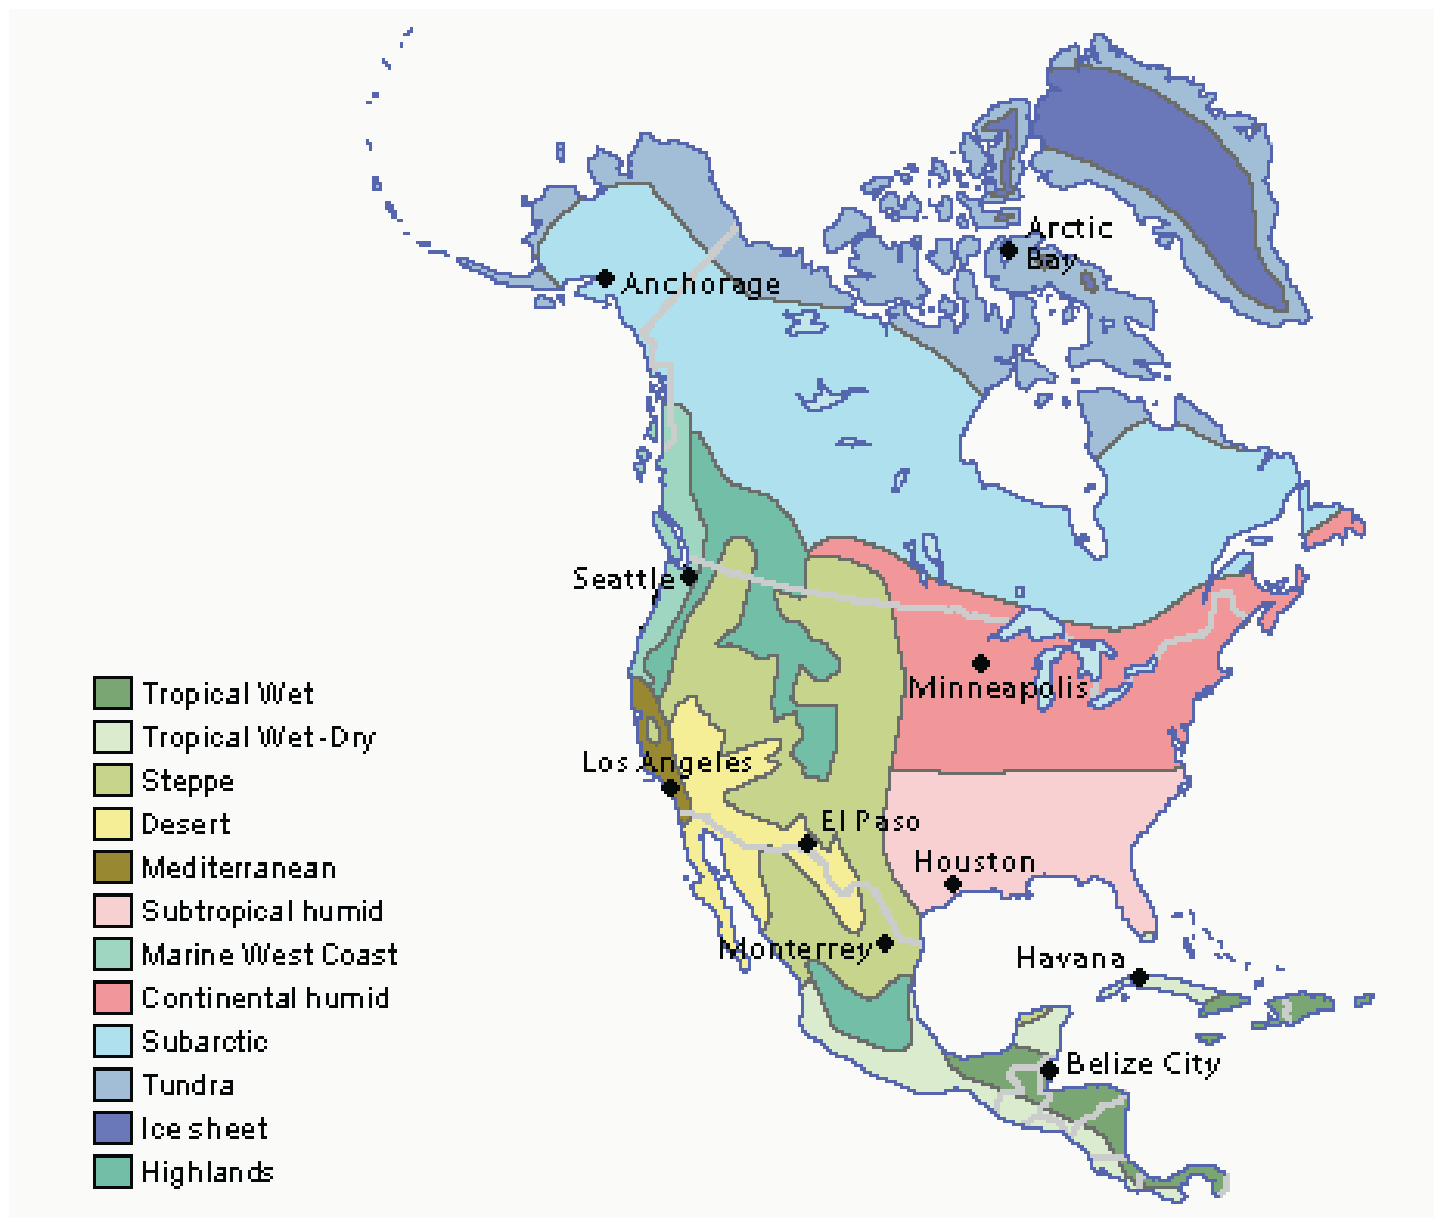 Arctic
Bay
Anchorage
Seattle
Minneapolis
Los Angeles
El Paso
Houston
Monterrey
Havana
Belize City
Tropical Wet
Tropical Wet-Dry
Steppe
Desert
Mediterranean
Subtropical humid
Marine West Coast
Continental humid
Subarctic
Tundra
Ice sheet
Highlands